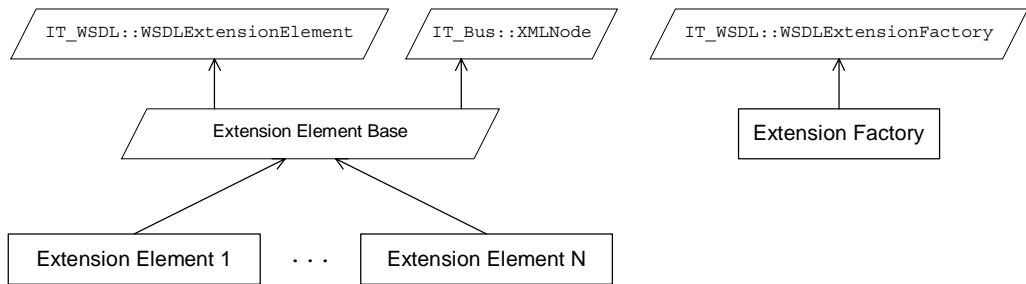 IT_WSDL::WSDLExtensionElement
IT_Bus::XMLNode
IT_WSDL::WSDLExtensionFactory
Extension Element Base
Extension Factory
Extension Element 1
. . .
Extension Element N